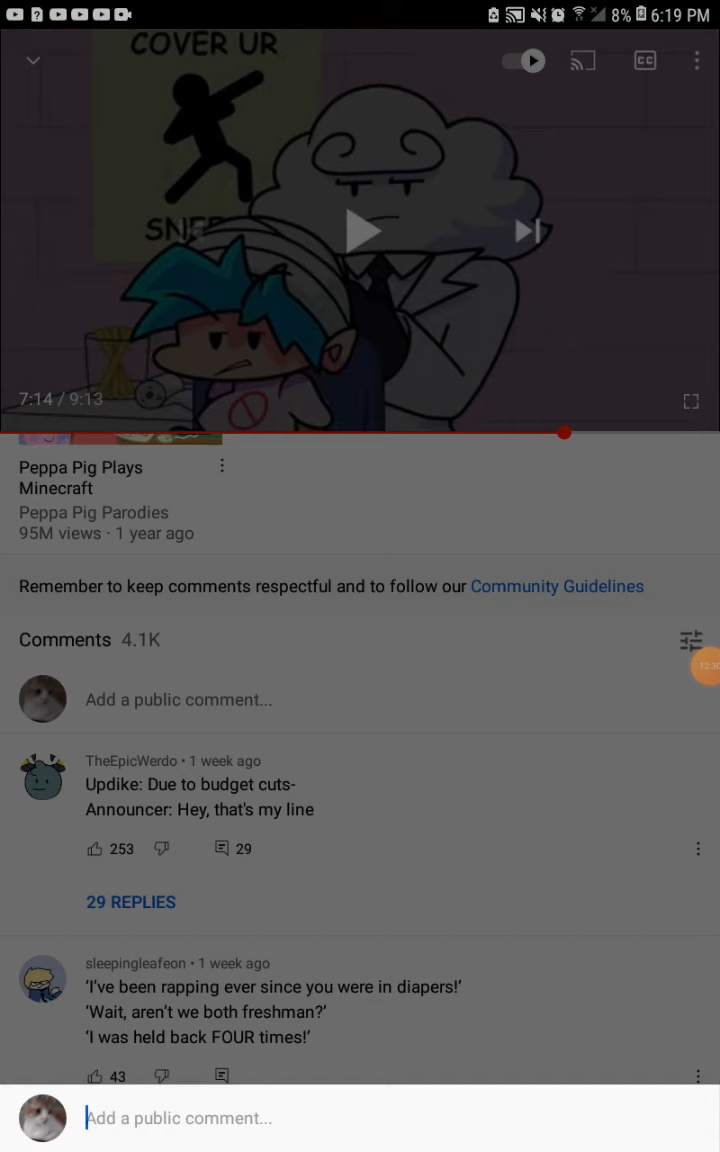 8% 6:19 PM
COVER UR
CC
SNE
7:14 / 9:13
Peppa Pig Plays
Minecraft
Peppa Pig Parodies
95M views · 1 year ago
Remember to keep comments respectful and to follow our Community Guidelines
Comments 4.1K
Add a public comment...
TheEpicWerdo • 1 week ago
Updike: Due to budget cuts-
Announcer: Hey, that's my line
253 29
29 REPLIES
sleepingleafeon • 1 week ago
‘I’ve been rapping ever since you were in diapers!’
‘Wait, aren’t we both freshman?’
‘I was held back FOUR times!’
43
Add a public comment...